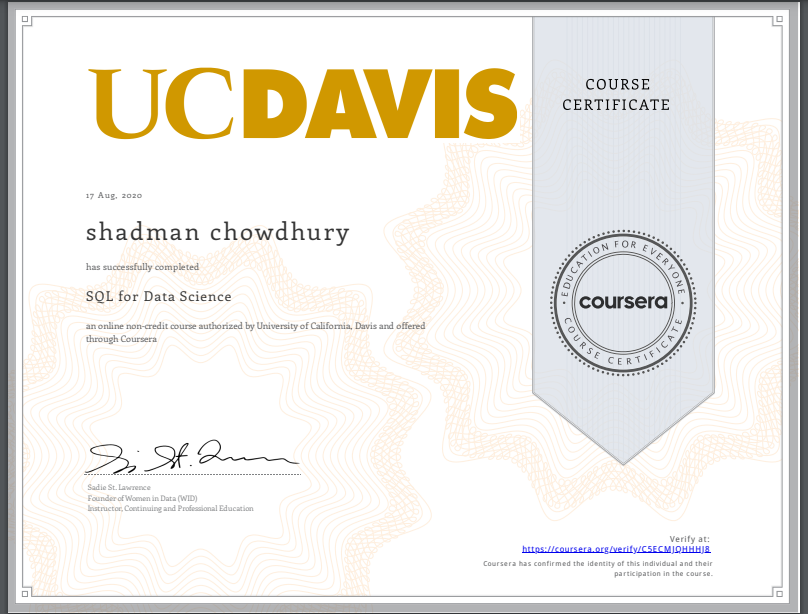 UCDAVIS
COURSE
CERTIFICATE
17 Aug, 2020
shadman chowdhury
has successfully completed
SQL for Data Science
an online non-credit course authorized by University of California, Davis and offered
through Coursera
EDUCATION FOR EVERYONE
coursera
COURSE CERTIFICATE
Sadie St. Lawrence
Founder of Women in Data (WID)
Instructor, Continuing and Professional Education
Verify at:
https://coursera.org/verify/C5ECMJQHHHJ8
Coursera has confirmed the identity of this individual and their
participation in the course.